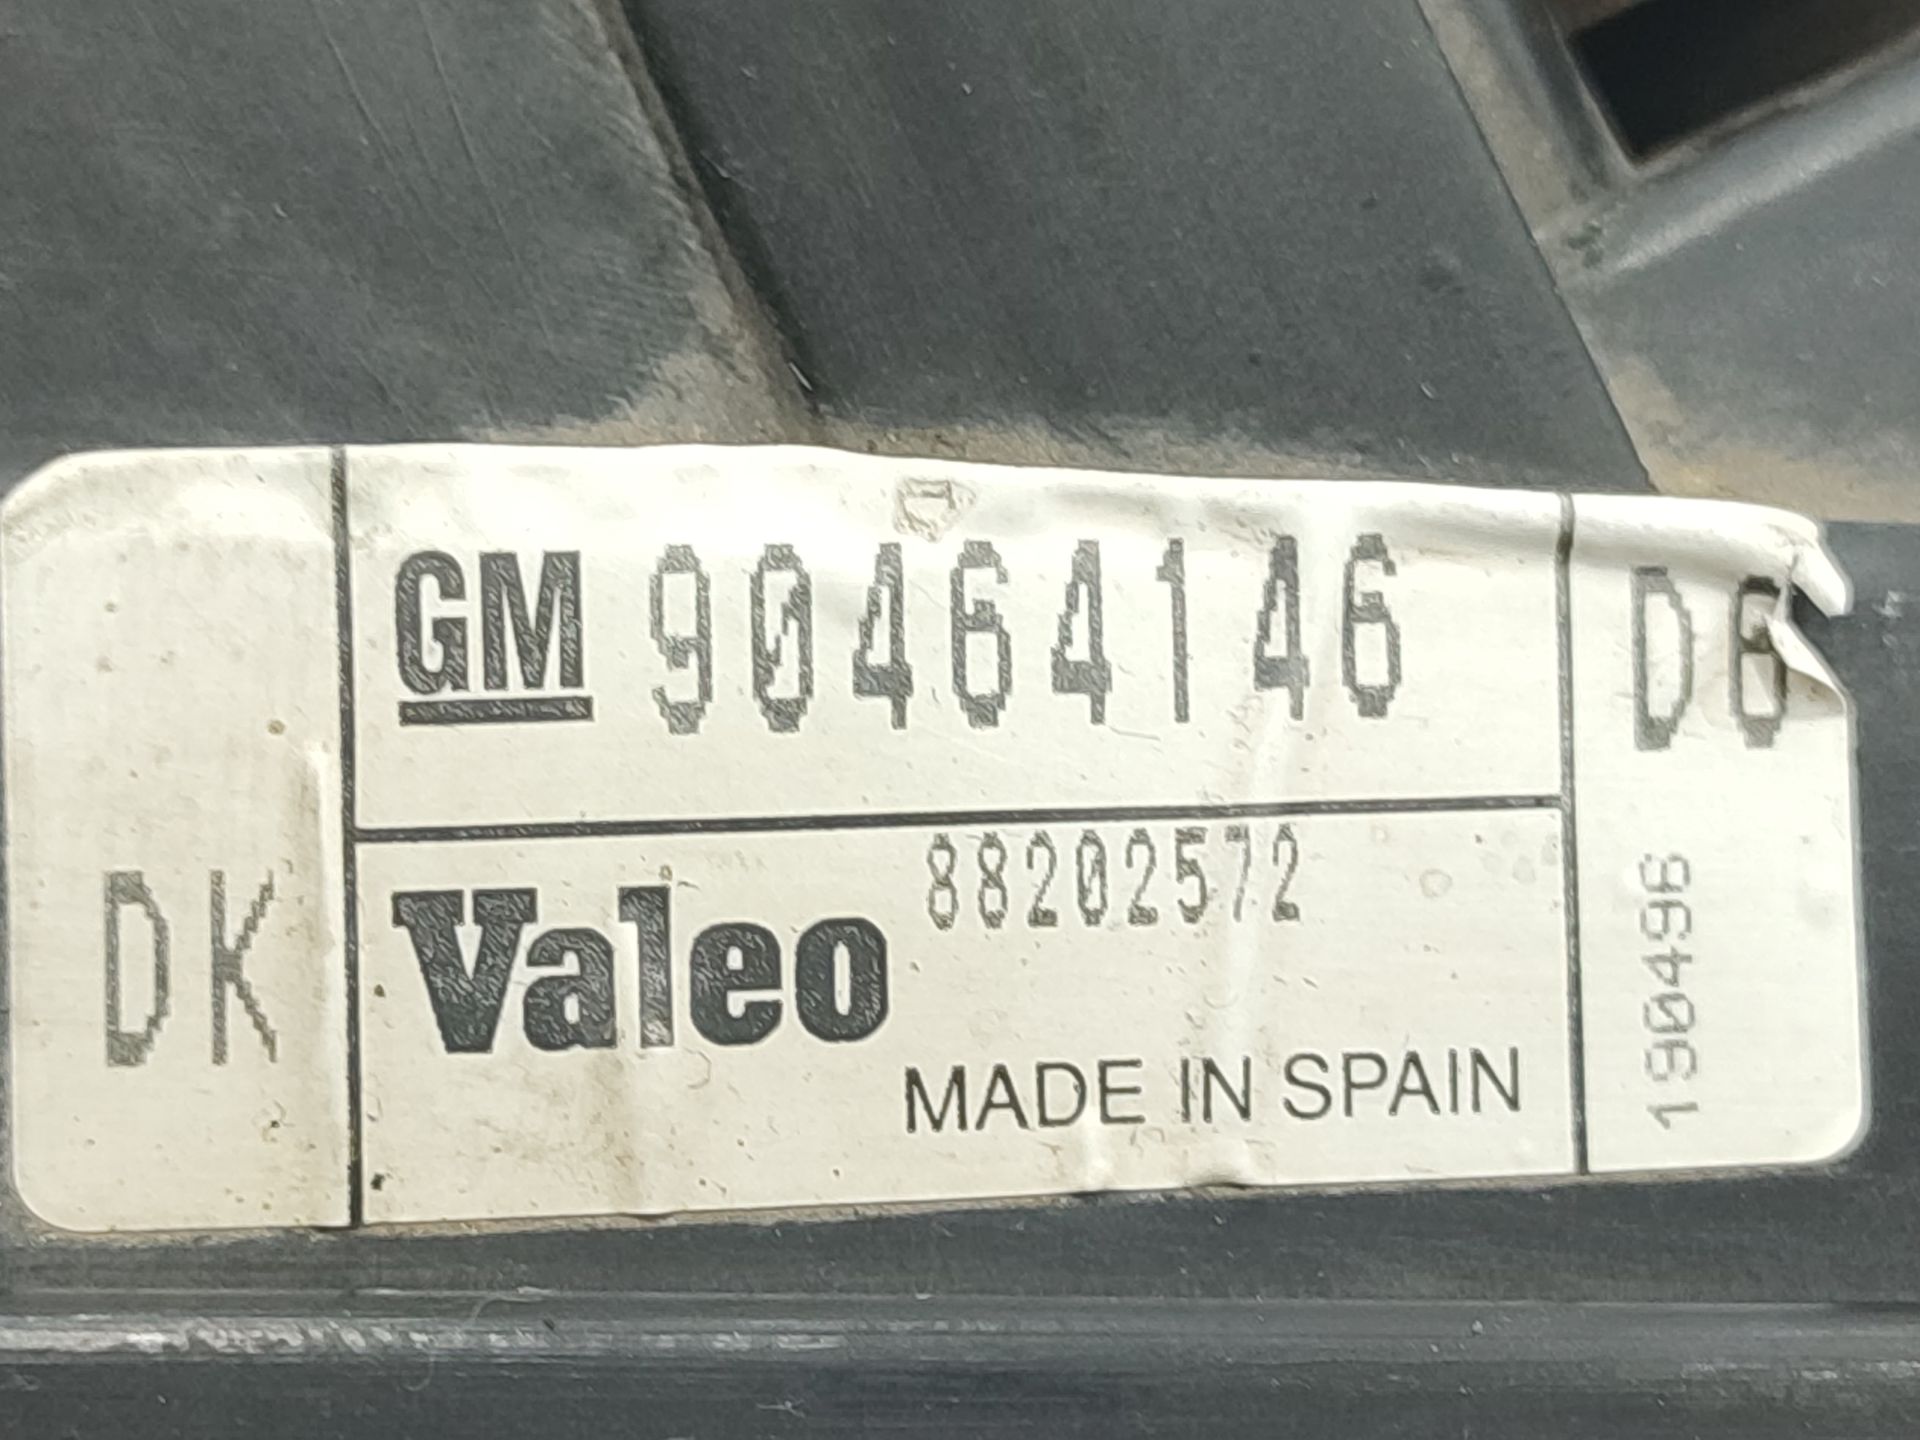 GM 90464146 D6
DK
Valeo 88202572
MADE IN SPAIN
190496